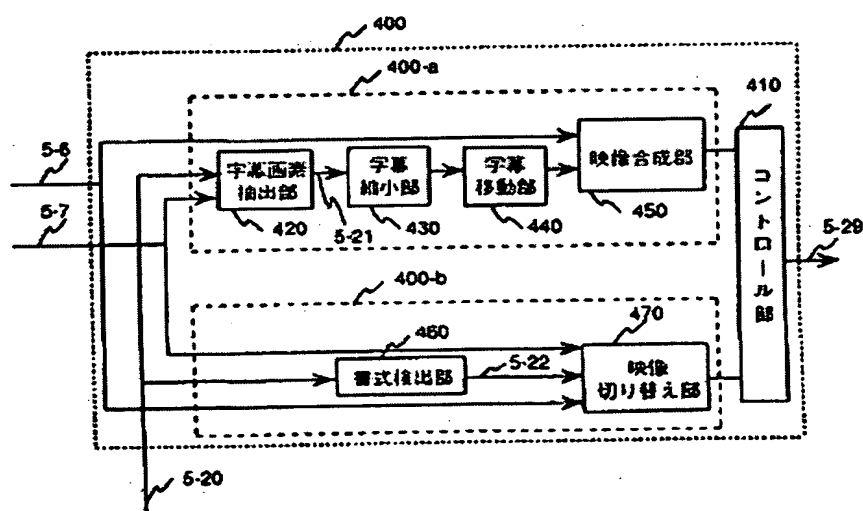 400
400-a
410
5-6
字幕画素
抽出部
字幕
縮小部
字幕
移動部
映像合成部
5-7
420
5-21
430
440
450
コントロール部
5-29
400-b
460
470
書式検出部
5-22
映像
切り替え部
5-20